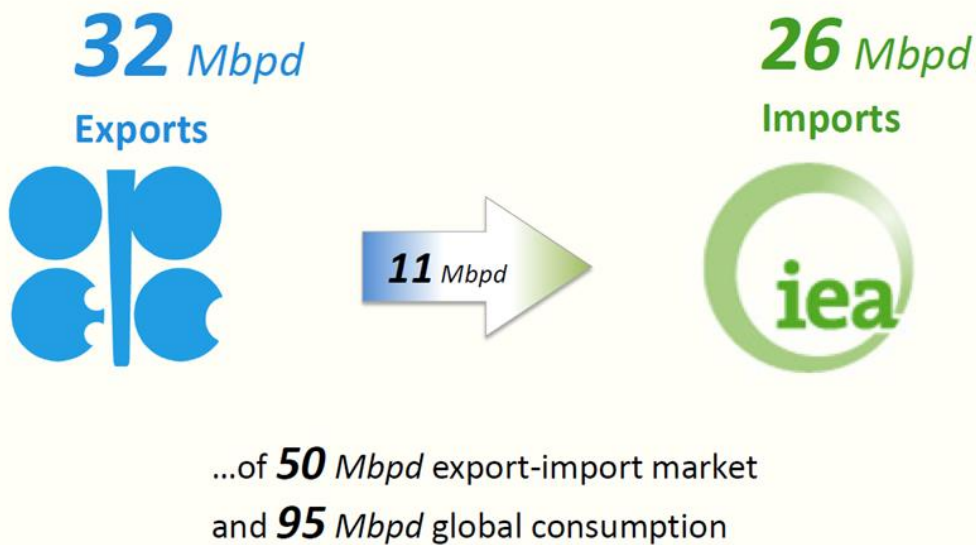 32 Mbpd
Exports
26 Mbpd
Imports
11 Mbpd
iea
...of 50 Mbpd export-import market
and 95 Mbpd global consumption